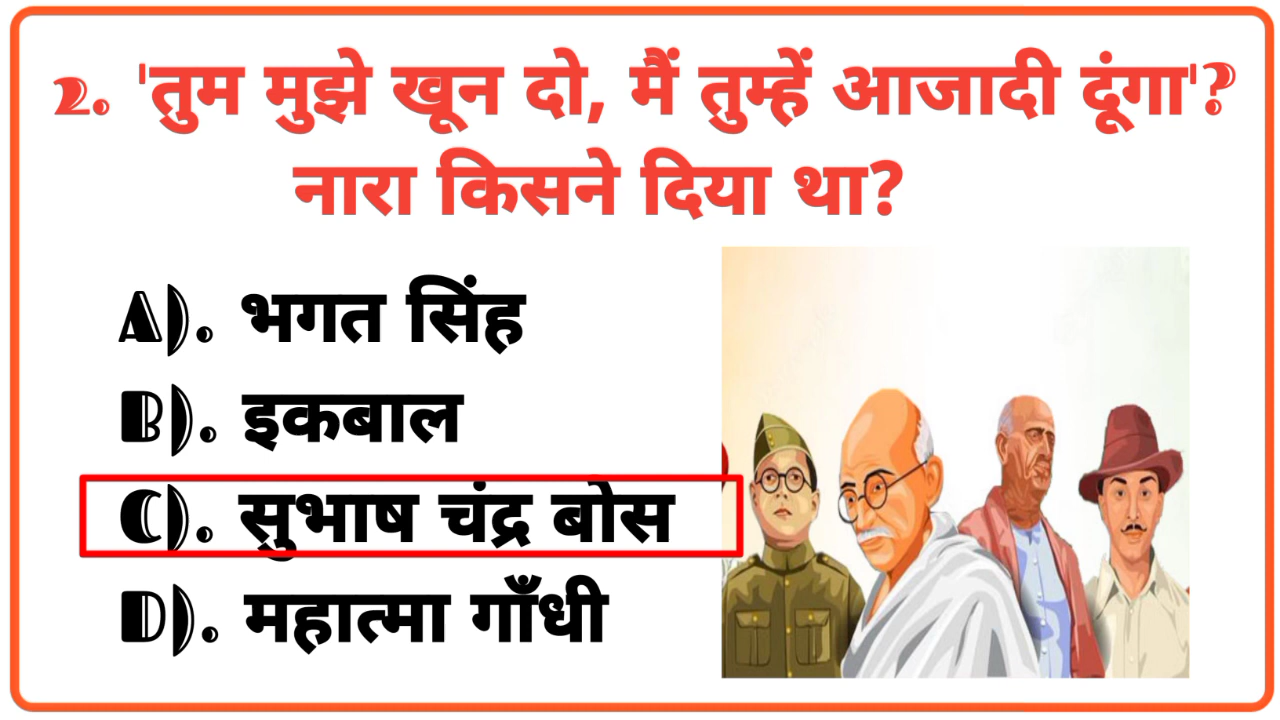 2. 'तुम मुझे खून दो, मैं तुम्हें आजादी दूंगा'?
नारा किसने दिया था?
A). भगत सिंह
B). इकबाल
C). सुभाष चंद्र बोस
D). महात्मा गाँधी